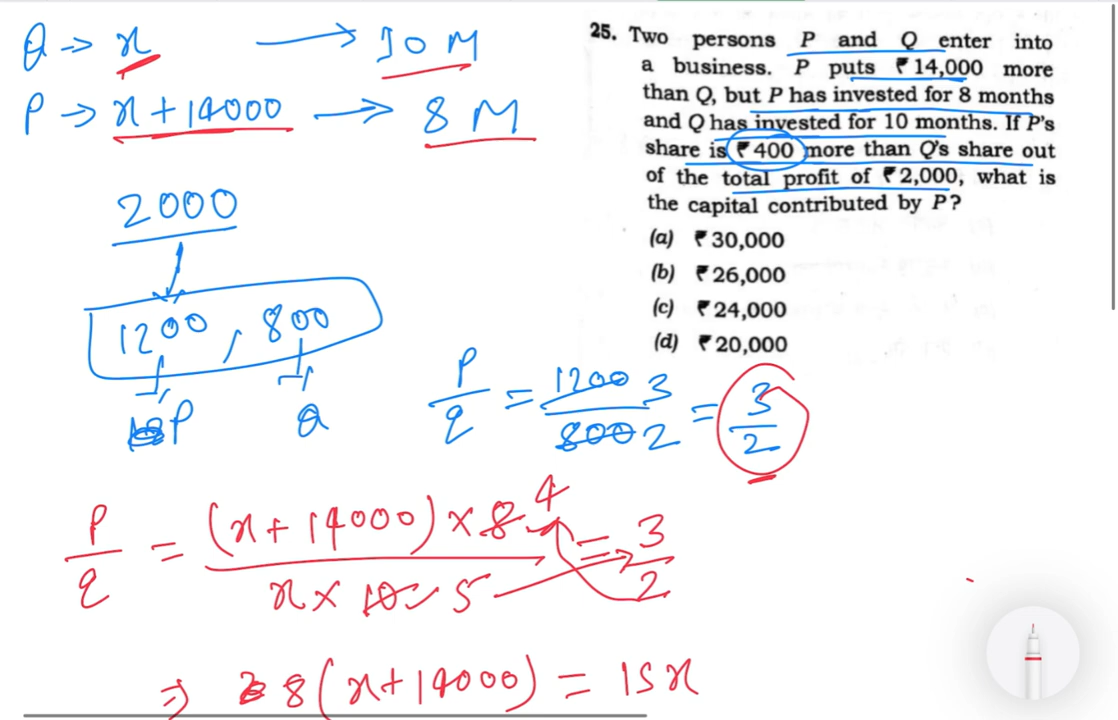 Q → x → 10 M
P → x + 14000 → 8 M
2000
1200 , 800
P Q
P/Q = 1200 3 / 800 2 = 3/2
P/Q = (x + 14000) × 8 4 / x × 10 5 = 3/2
⇒ 8 (x + 14000) = 15x
25. Two persons P and Q enter into
a business. P puts ₹14,000 more
than Q, but P has invested for 8 months
and Q has invested for 10 months. If P's
share is ₹400 more than Q's share out
of the total profit of ₹2,000, what is
the capital contributed by P?
(a) ₹30,000
(b) ₹26,000
(c) ₹24,000
(d) ₹20,000